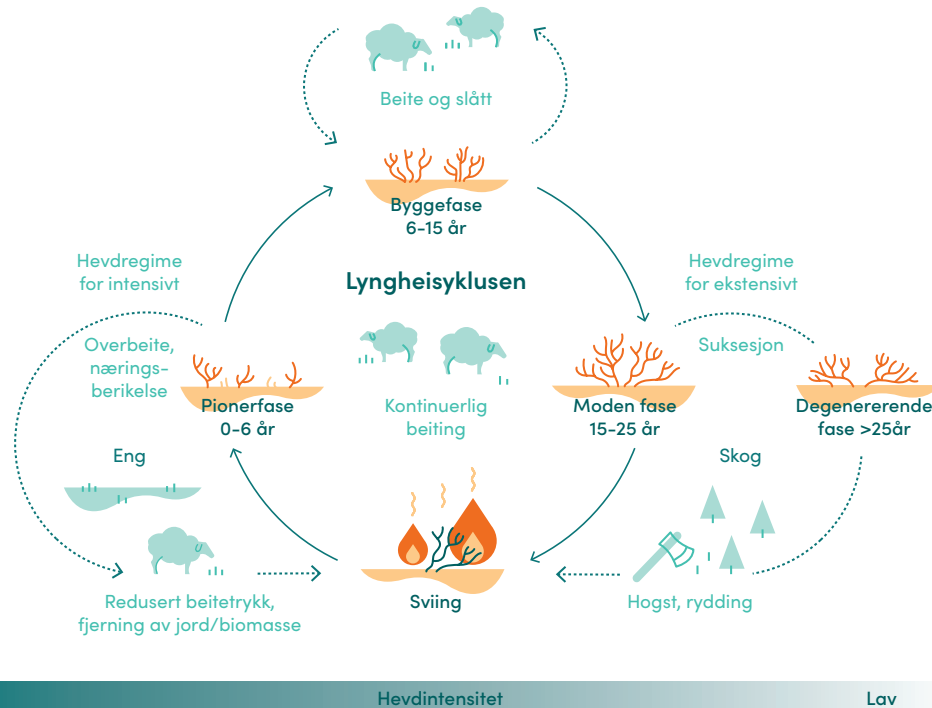 Beite og slått
Byggefase
6-15 år
Hevdregime
for intensivt
Lyngheisyklusen
Hevdregime
for ekstensivt
Overbeite,
nærings-
berikelse
Suksesjon
Pionerfase
0-6 år
Kontinuerlig
beiting
Moden fase
15-25 år
Degenererende
fase >25år
Eng
Skog
Redusert beitetrykk,
fjerning av jord/biomasse
Sviing
Hogst, rydding
Hevdintensitet
Lav